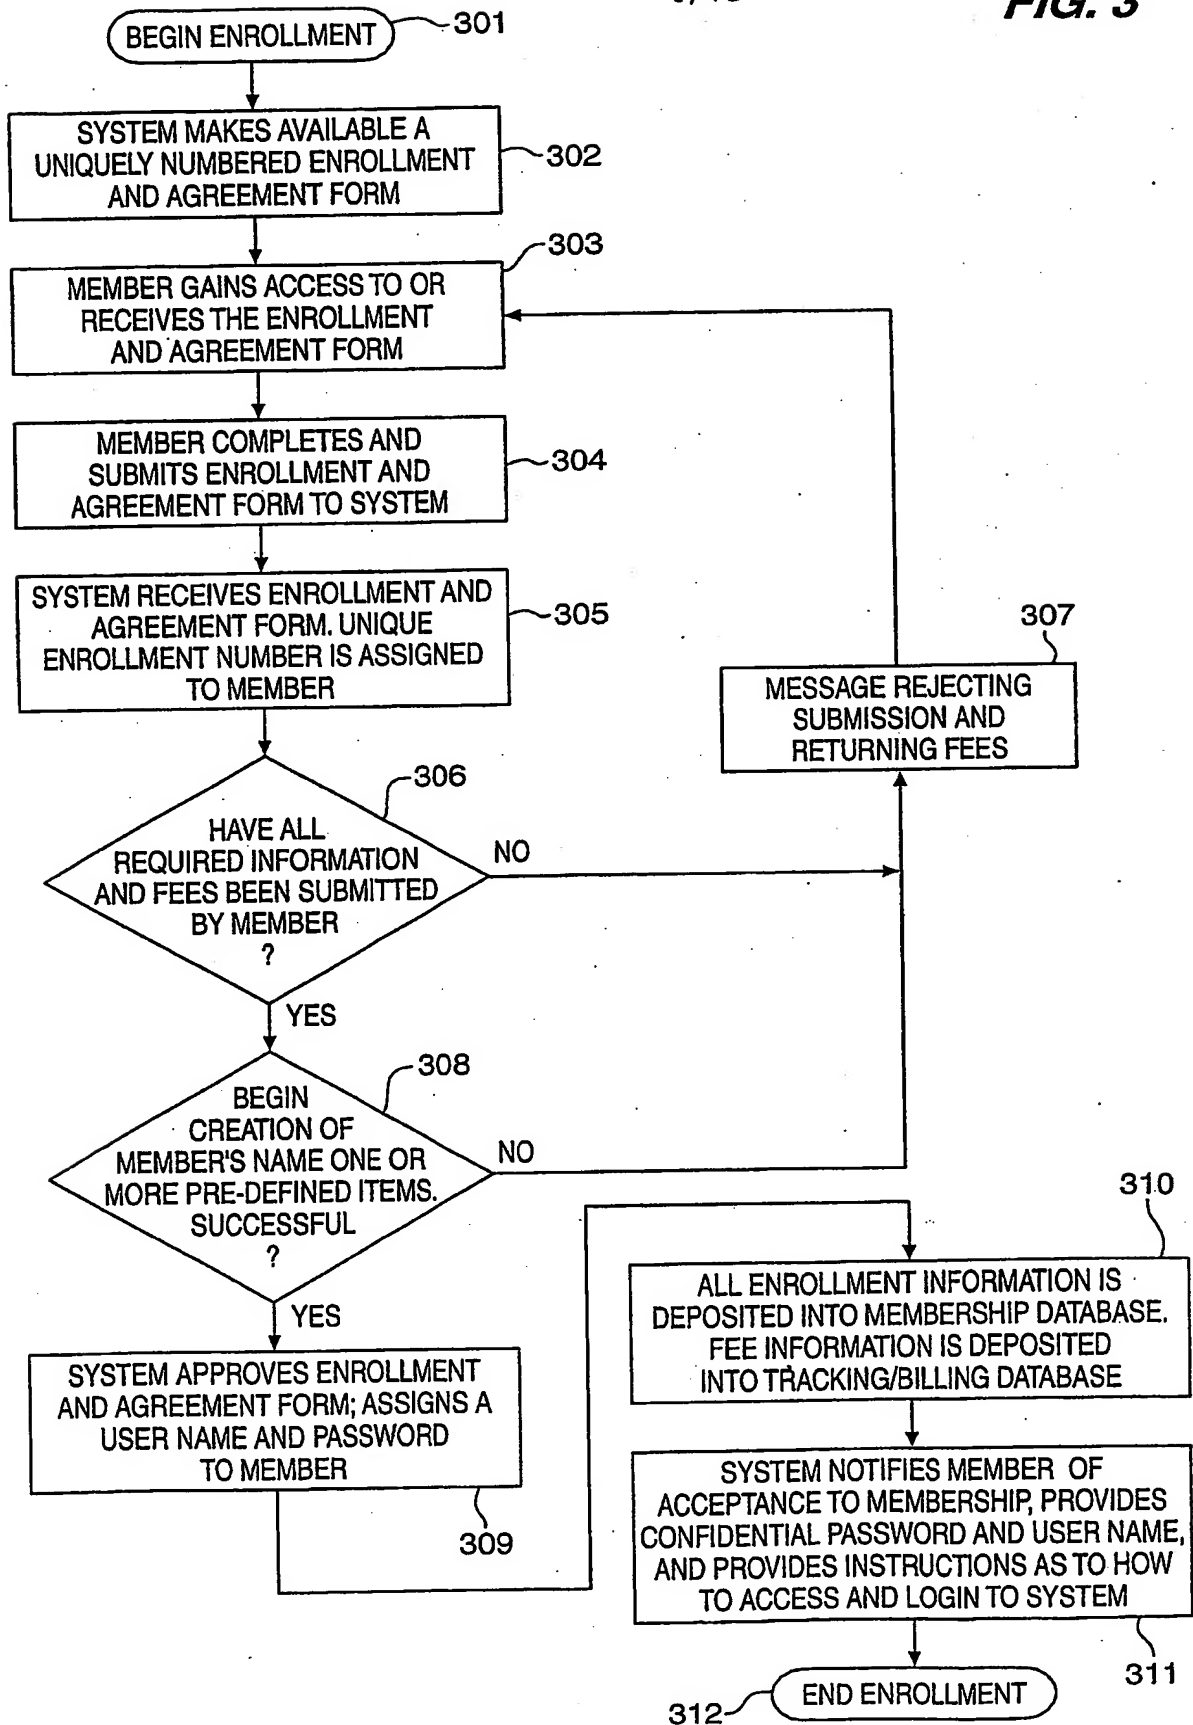 FIG. 3
BEGIN ENROLLMENT
301
SYSTEM MAKES AVAILABLE A
UNIQUELY NUMBERED ENROLLMENT
AND AGREEMENT FORM
302
303
MEMBER GAINS ACCESS TO OR
RECEIVES THE ENROLLMENT
AND AGREEMENT FORM
MEMBER COMPLETES AND
SUBMITS ENROLLMENT AND
AGREEMENT FORM TO SYSTEM
304
SYSTEM RECEIVES ENROLLMENT AND
AGREEMENT FORM. UNIQUE
ENROLLMENT NUMBER IS ASSIGNED
TO MEMBER
305
306
HAVE ALL
REQUIRED INFORMATION
AND FEES BEEN SUBMITTED
BY MEMBER
?
NO
YES
307
MESSAGE REJECTING
SUBMISSION AND
RETURNING FEES
308
BEGIN
CREATION OF
MEMBER'S NAME ONE OR
MORE PRE-DEFINED ITEMS.
SUCCESSFUL
?
NO
YES
SYSTEM APPROVES ENROLLMENT
AND AGREEMENT FORM; ASSIGNS A
USER NAME AND PASSWORD
TO MEMBER
309
310
ALL ENROLLMENT INFORMATION IS
DEPOSITED INTO MEMBERSHIP DATABASE.
FEE INFORMATION IS DEPOSITED
INTO TRACKING/BILLING DATABASE
SYSTEM NOTIFIES MEMBER OF
ACCEPTANCE TO MEMBERSHIP, PROVIDES
CONFIDENTIAL PASSWORD AND USER NAME,
AND PROVIDES INSTRUCTIONS AS TO HOW
TO ACCESS AND LOGIN TO SYSTEM
311
312
END ENROLLMENT